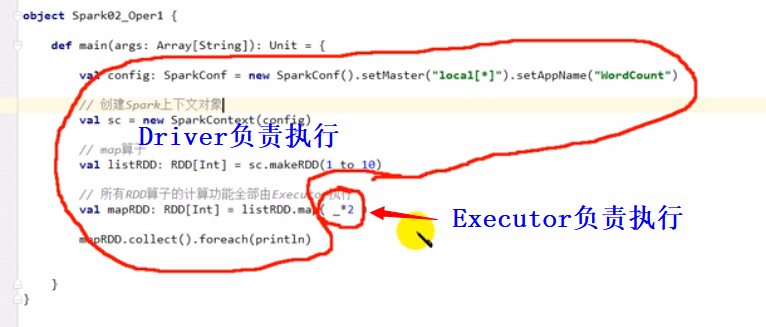 object Spark02_Oper1 {
def main(args: Array[String]): Unit = {
val config: SparkConf = new SparkConf().setMaster("local[*]").setAppName("WordCount")
// 创建Spark上下文对象
val sc = new SparkContext(config)
Driver负责执行
// map算子
val listRDD: RDD[Int] = sc.makeRDD(1 to 10)
// 所有RDD算子的计算功能全部由Executor执行
val mapRDD: RDD[Int] = listRDD.map( _*2 )
Executor负责执行
mapRDD.collect().foreach(println)
}
}